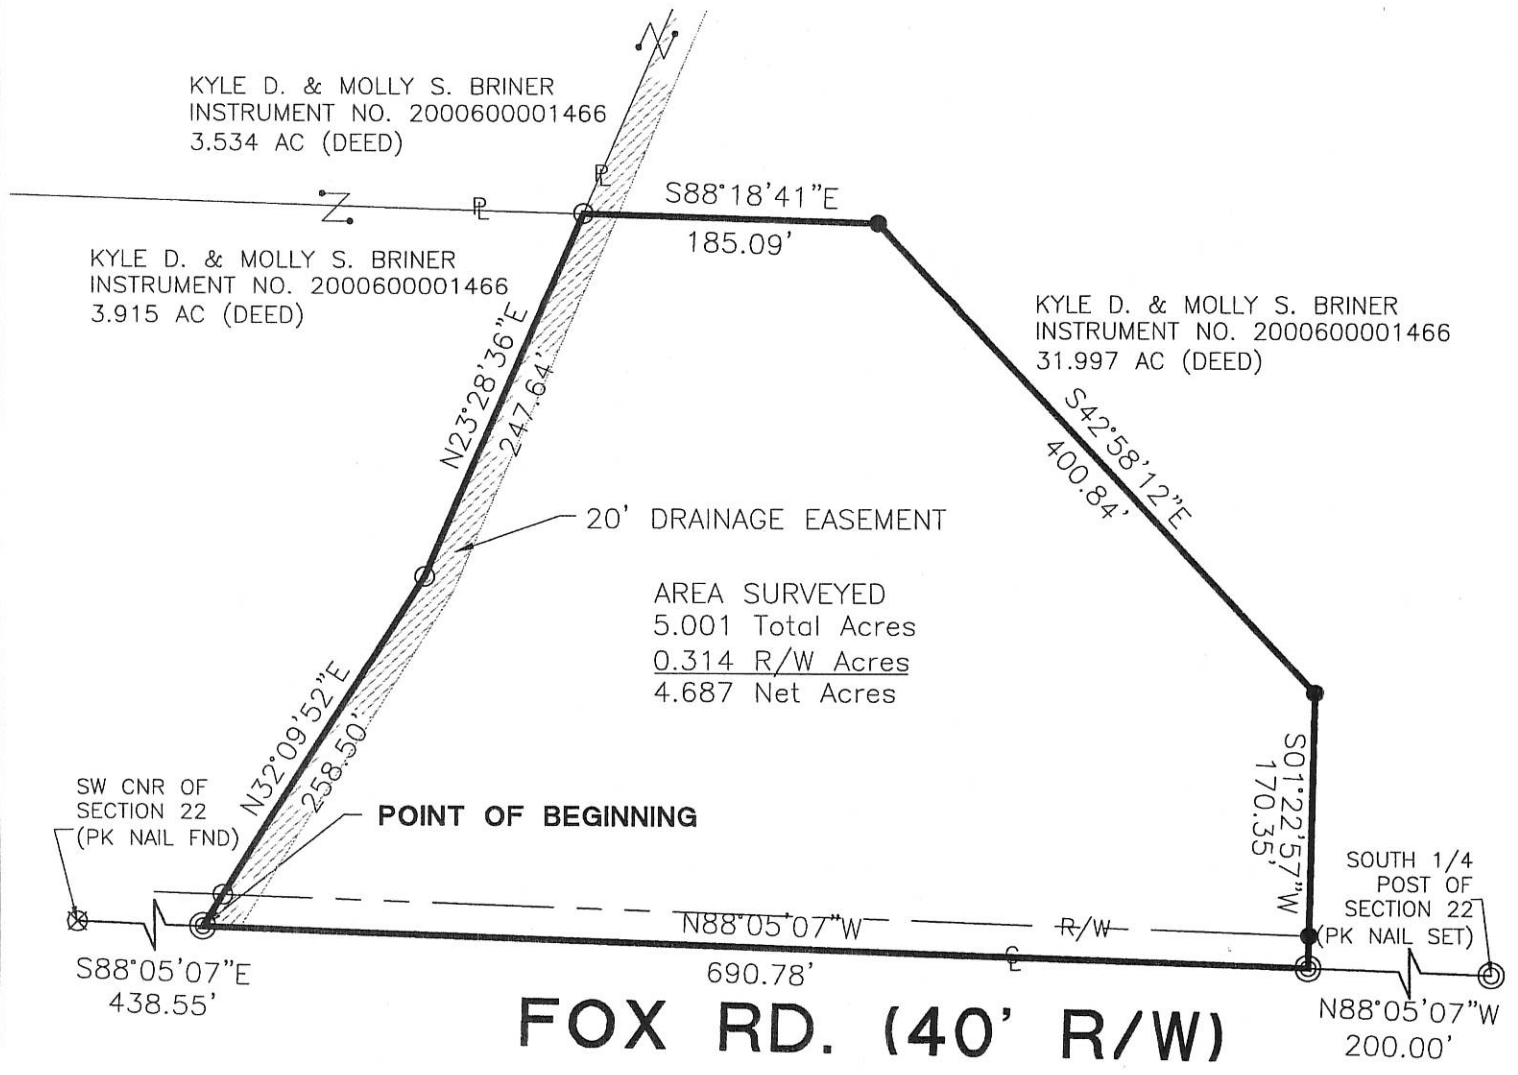 KYLE D. & MOLLY S. BRINER
INSTRUMENT NO. 2000600001466
3.534 AC (DEED)
PL
S88°18'41"E
185.09'
PL
KYLE D. & MOLLY S. BRINER
INSTRUMENT NO. 2000600001466
3.915 AC (DEED)
KYLE D. & MOLLY S. BRINER
INSTRUMENT NO. 2000600001466
31.997 AC (DEED)
N23°28'36"E
247.64'
S42°58'12"E
400.84'
20' DRAINAGE EASEMENT
AREA SURVEYED
5.001 Total Acres
0.314 R/W Acres
4.687 Net Acres
N32°09'52"E
258.50'
SW CNR OF
SECTION 22
(PK NAIL FND)
POINT OF BEGINNING
S01°22'57"W
170.35'
SOUTH 1/4
POST OF
SECTION 22
(PK NAIL SET)
N88°05'07"W
R/W
CL
690.78'
S88°05'07"E
438.55'
N88°05'07"W
200.00'
FOX RD. (40' R/W)